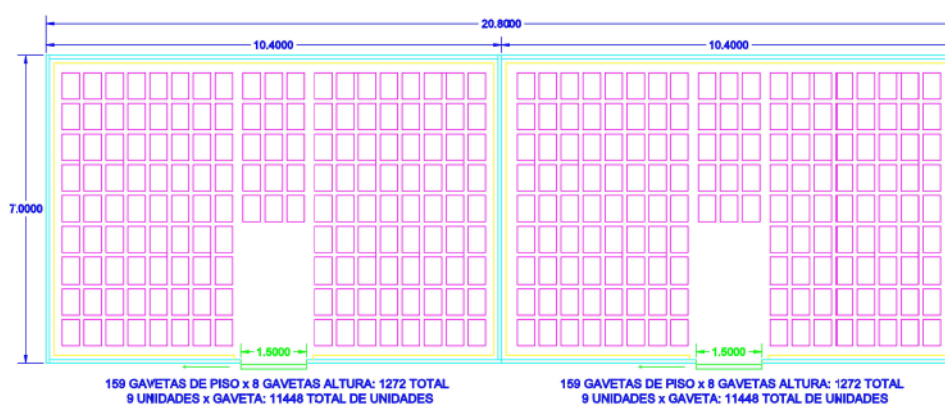 20.8000
10.4000
10.4000
7.0000
1.5000
1.5000
159 GAVETAS DE PISO x 8 GAVETAS ALTURA: 1272 TOTAL
9 UNIDADES x GAVETA: 11448 TOTAL DE UNIDADES
159 GAVETAS DE PISO x 8 GAVETAS ALTURA: 1272 TOTAL
9 UNIDADES x GAVETA: 11448 TOTAL DE UNIDADES